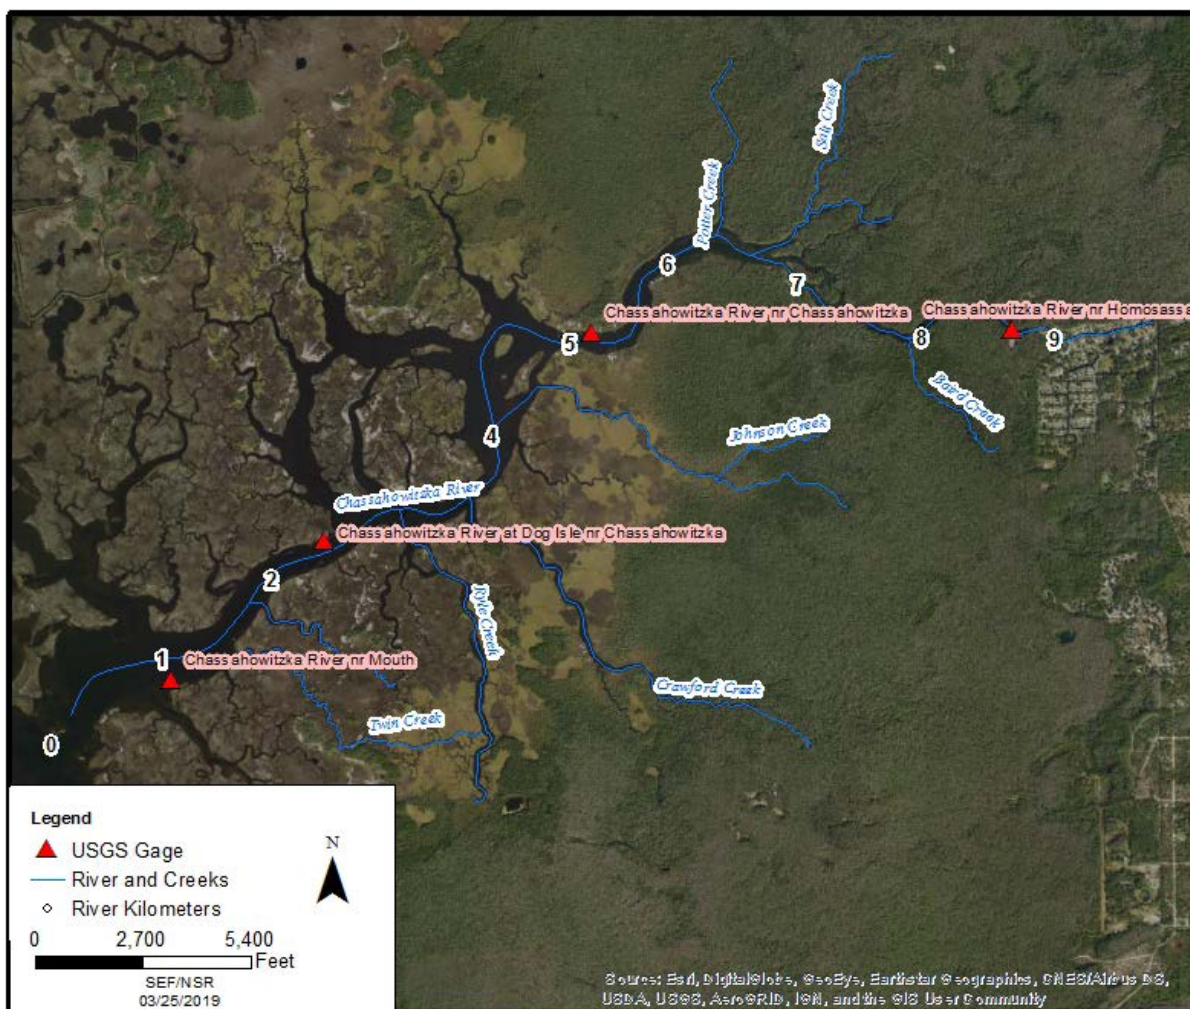 Salt Creek
Potter Creek
6
7
Chassahowitzka River nr Chassahowitzka
Chassahowitzka River nr Homosassa
5
8
9
Baird Creek
4
Johnson Creek
Chassahowitzka River
Chassahowitzka River at Dog Isle nr Chassahowitzka
2
Ryle Creek
1
Chassahowitzka River nr Mouth
Crawford Creek
Twin Creek
0
Legend
USGS Gage
River and Creeks
River Kilometers
N
0 2,700 5,400
Feet
SEF/NSR
03/25/2019
Source: Esri, DigitalGlobe, GeoEye, Earthstar Geographics, CNES/Airbus DS,
USDA, USGS, AeroGRID, IGN, and the GIS User Community